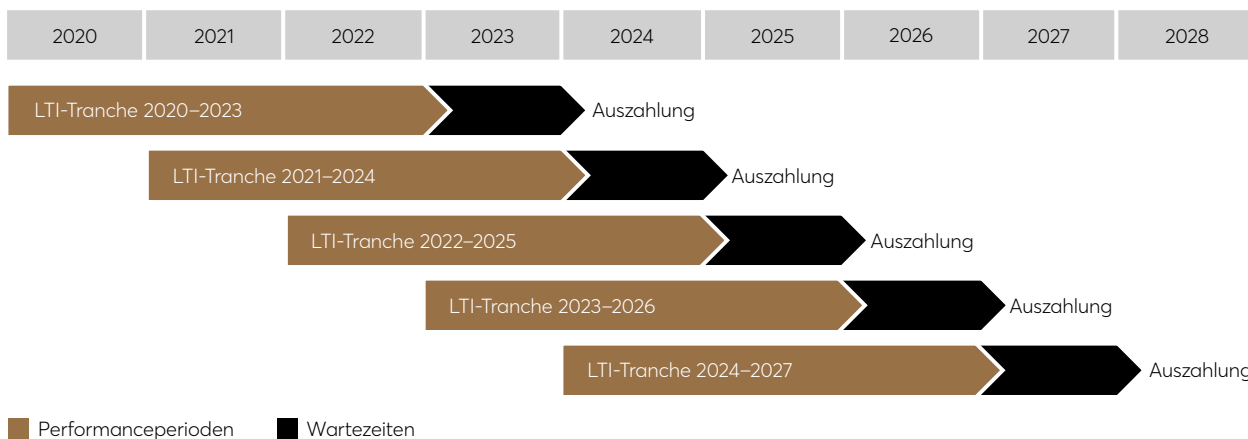 2020 2021 2022 2023 2024 2025 2026 2027 2028
LTI-Tranche 2020–2023 Auszahlung
LTI-Tranche 2021–2024 Auszahlung
LTI-Tranche 2022–2025 Auszahlung
LTI-Tranche 2023–2026 Auszahlung
LTI-Tranche 2024–2027 Auszahlung
Performanceperioden Wartezeiten